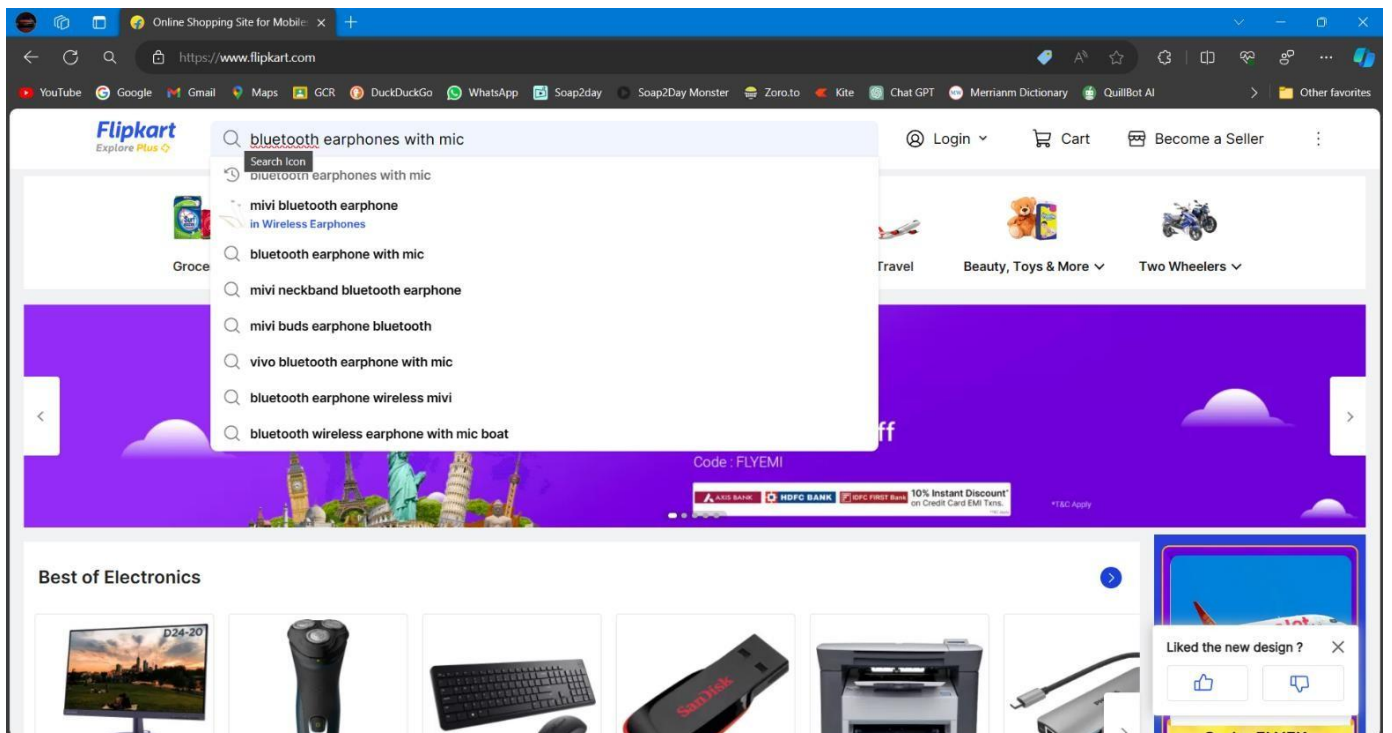 Online Shopping Site for Mobile
https://www.flipkart.com
YouTube Google Gmail Maps GCR DuckDuckGo WhatsApp Soap2day Soap2Day Monster Zoro.to Kite Chat GPT Merrianm Dictionary QuillBot AI Other favorites
Flipkart
Explore Plus
bluetooth earphones with mic
Login Cart Become a Seller
Search Icon
bluetooth earphones with mic
mivi bluetooth earphone
in Wireless Earphones
bluetooth earphone with mic
mivi neckband bluetooth earphone
mivi buds earphone bluetooth
vivo bluetooth earphone with mic
bluetooth earphone wireless mivi
bluetooth wireless earphone with mic boat
Groce
Travel
Beauty, Toys & More
Two Wheelers
ff
Code : FLYEMI
AXIS BANK HDFC BANK IDFC FIRST Bank 10% Instant Discount*
on Credit Card EMI Txns.
*T&C Apply
Best of Electronics
D24-20
SanDisk
Liked the new design ?